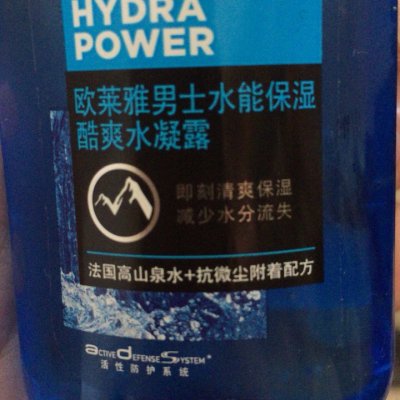 HYDRA
POWER
欧莱雅男士水能保湿
酷爽水凝露
即刻清爽保湿
减少水分流失
法国高山泉水+抗微尘附着配方
ACTIVE DEFENSE SYSTEM
活性防护系统